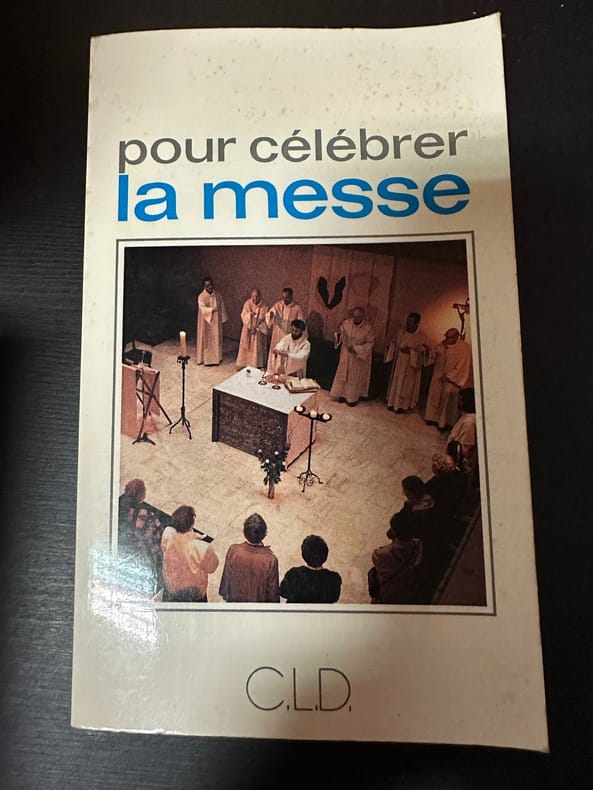 pour célébrer
la messe
C.L.D.